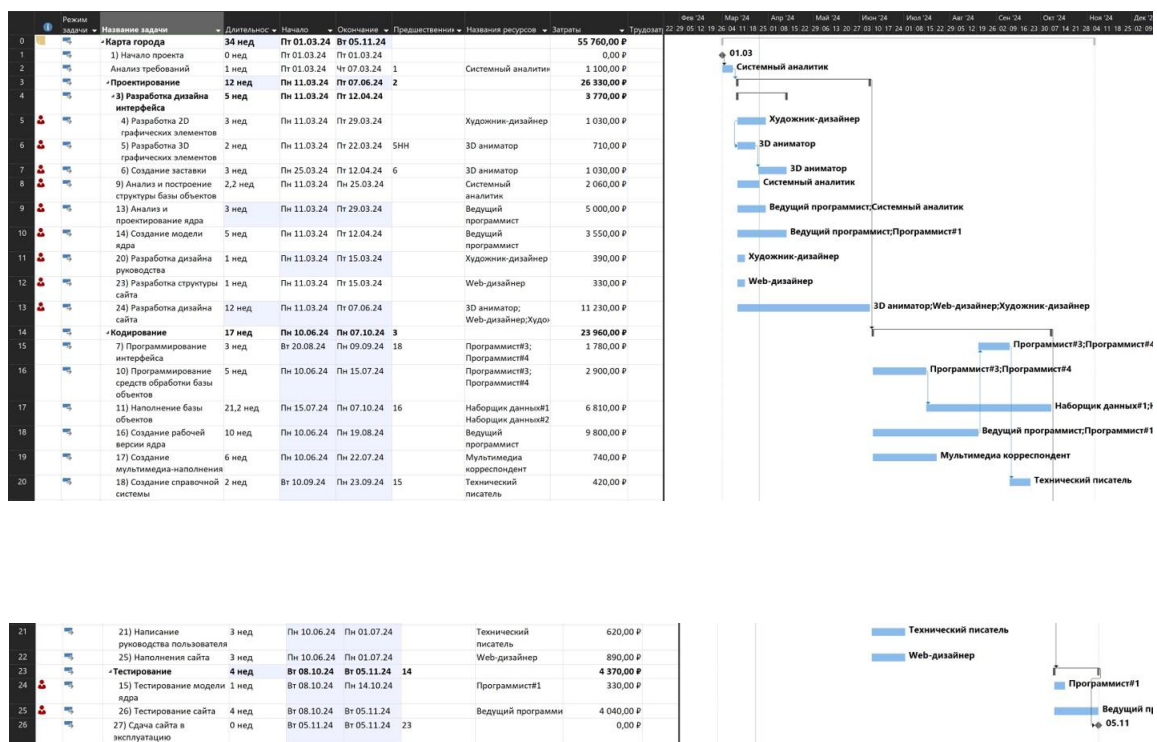 Режим задачи Название задачи Длительнос Начало Окончание Предшественник Названия ресурсов Затраты Трудозат Фев '24 Мар '24 Апр '24 Май '24 Июн '24 Июл '24 Авг '24 Сен '24 Окт '24 Ноя '24
0 Карта города 34 нед Пт 01.03.24 Вт 05.11.24 55 760,00 ₽
1 1) Начало проекта 0 нед Пт 01.03.24 Пт 01.03.24 0,00 ₽ 01.03
2 Анализ требований 1 нед Пт 01.03.24 Чт 07.03.24 1 Системный аналитик 1 100,00 ₽ Системный аналитик
3 Проектирование 12 нед Пн 11.03.24 Пт 07.06.24 2 26 330,00 ₽
4 3) Разработка дизайна интерфейса 5 нед Пн 11.03.24 Пт 12.04.24 3 770,00 ₽
5 4) Разработка 2D графических элементов 3 нед Пн 11.03.24 Пт 29.03.24 Художник-дизайнер 1 030,00 ₽ Художник-дизайнер
6 5) Разработка 3D графических элементов 2 нед Пн 11.03.24 Пт 22.03.24 5НН 3D аниматор 710,00 ₽ 3D аниматор
7 6) Создание заставки 3 нед Пн 25.03.24 Пт 12.04.24 6 3D аниматор 1 030,00 ₽ 3D аниматор
8 9) Анализ и построение структуры базы объектов 2,2 нед Пн 11.03.24 Пн 25.03.24 Системный аналитик 2 060,00 ₽ Системный аналитик
9 13) Анализ и проектирование ядра 3 нед Пн 11.03.24 Пт 29.03.24 Ведущий программист 5 000,00 ₽ Ведущий программист;Системный аналитик
10 14) Создание модели ядра 5 нед Пн 11.03.24 Пт 12.04.24 Ведущий программист 3 550,00 ₽ Ведущий программист;Программист#1
11 20) Разработка дизайна руководства 1 нед Пн 11.03.24 Пт 15.03.24 Художник-дизайнер 390,00 ₽ Художник-дизайнер
12 23) Разработка структуры сайта 1 нед Пн 11.03.24 Пт 15.03.24 Web-дизайнер 330,00 ₽ Web-дизайнер
13 24) Разработка дизайна сайта 12 нед Пн 11.03.24 Пт 07.06.24 3D аниматор; Web-дизайнер;Худо 11 230,00 ₽ 3D аниматор;Web-дизайнер;Художник-дизайнер
14 Кодирование 17 нед Пн 10.06.24 Пн 07.10.24 3 23 960,00 ₽
15 7) Программирование интерфейса 3 нед Вт 20.08.24 Пн 09.09.24 18 Программист#3; Программист#4 1 780,00 ₽ Программист#3;Программист#4
16 10) Программирование средств обработки базы объектов 5 нед Пн 10.06.24 Пн 15.07.24 Программист#3; Программист#4 2 900,00 ₽ Программист#3;Программист#4
17 11) Наполнение базы объектов 21,2 нед Пн 15.07.24 Пн 07.10.24 16 Наборщик данных#1 Наборщик данных#2 6 810,00 ₽ Наборщик данных#1;Н
18 16) Создание рабочей версии ядра 10 нед Пн 10.06.24 Пн 19.08.24 Ведущий программист 9 800,00 ₽ Ведущий программист;Программист#1
19 17) Создание мультимедиа-наполнения 6 нед Пн 10.06.24 Пн 22.07.24 Мультимедиа корреспондент 740,00 ₽ Мультимедиа корреспондент
20 18) Создание справочной системы 2 нед Вт 10.09.24 Пн 23.09.24 15 Технический писатель 420,00 ₽ Технический писатель
21 21) Написание руководства пользователя 3 нед Пн 10.06.24 Пн 01.07.24 Технический писатель 620,00 ₽ Технический писатель
22 25) Наполнения сайта 3 нед Пн 10.06.24 Пн 01.07.24 Web-дизайнер 890,00 ₽ Web-дизайнер
23 Тестирование 4 нед Вт 08.10.24 Вт 05.11.24 14 4 370,00 ₽
24 15) Тестирование модели ядра 1 нед Вт 08.10.24 Пн 14.10.24 Программист#1 330,00 ₽ Программист#1
25 26) Тестирование сайта 4 нед Вт 08.10.24 Вт 05.11.24 Ведущий программи 4 040,00 ₽ Ведущий пр
26 27) Сдача сайта в эксплуатацию 0 нед Вт 05.11.24 Вт 05.11.24 23 0,00 ₽ 05.11